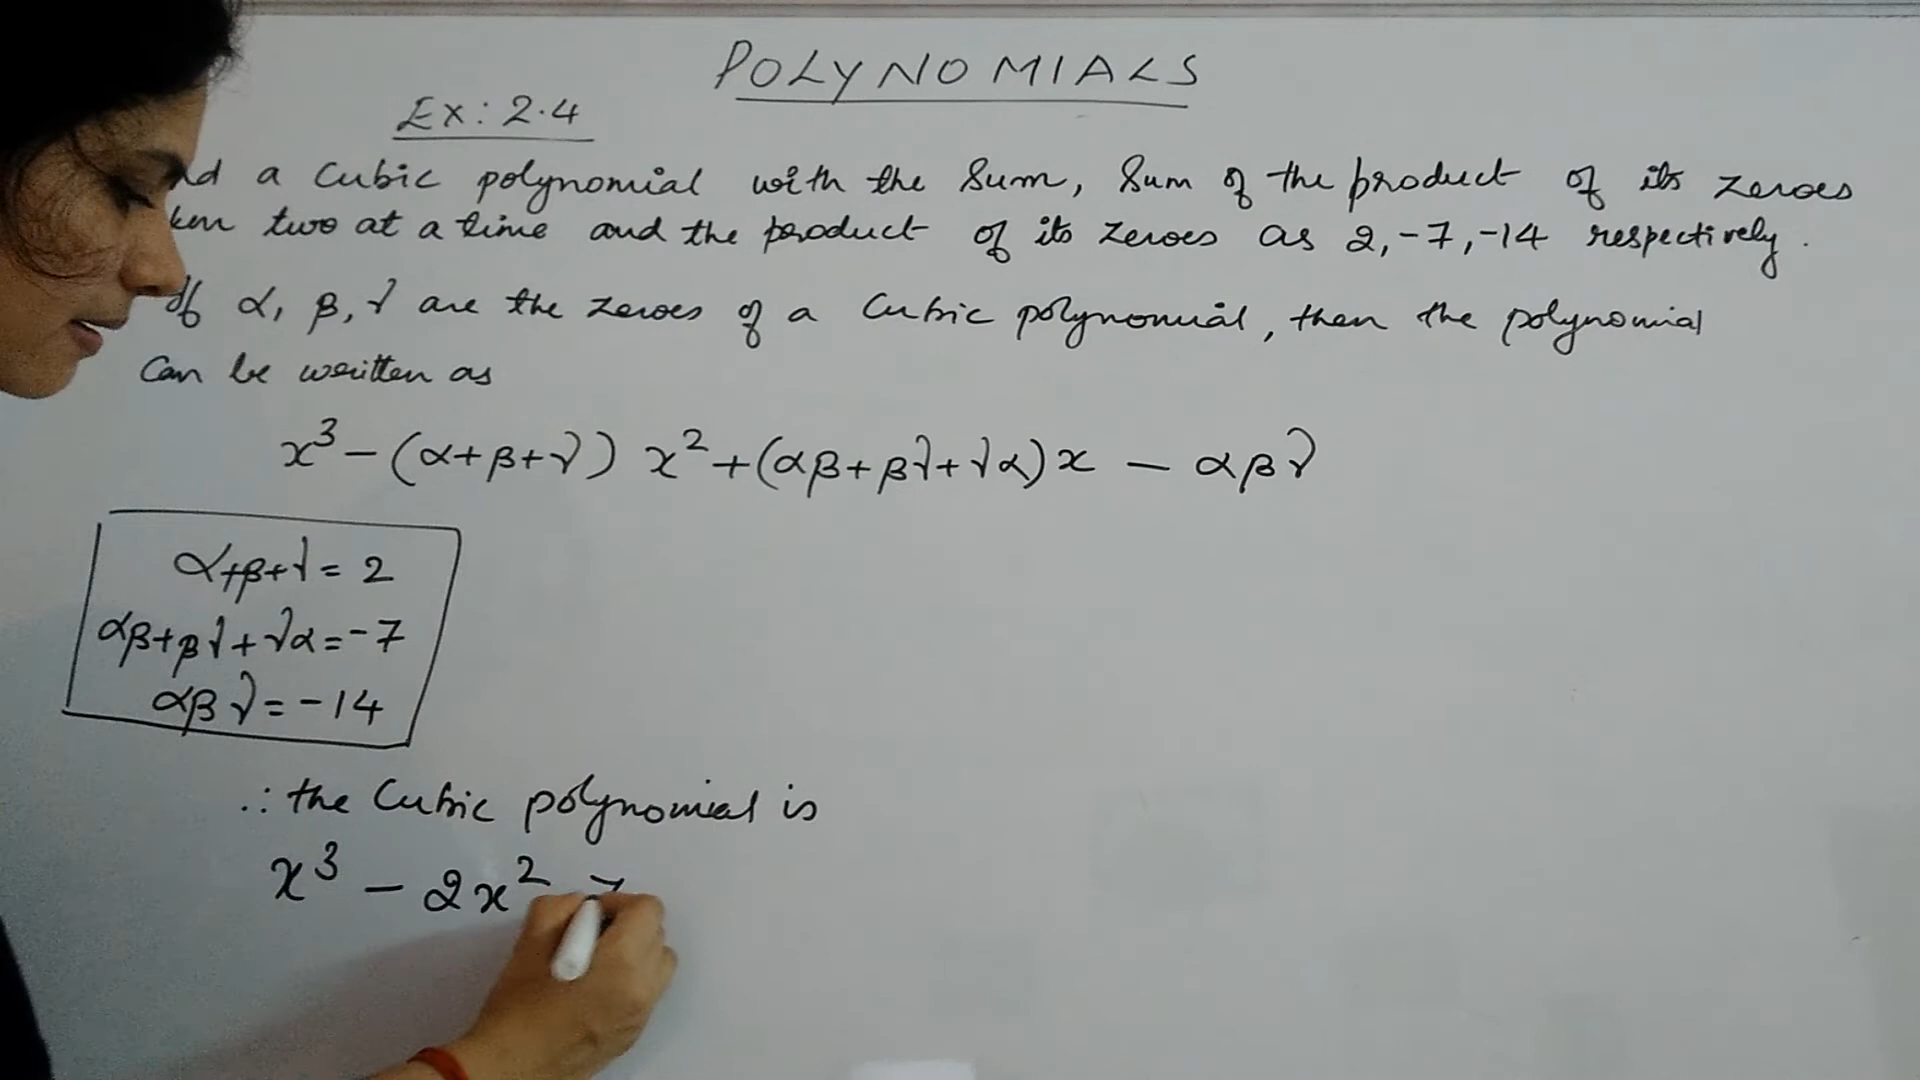 POLYNOMIALS
Ex: 2.4
a cubic polynomial with the sum, sum of the product of its zeroes
two at a time and the product of its zeroes as 2, -7, -14 respectively.
If α, β, γ are the zeroes of a cubic polynomial, then the polynomial
can be written as
x³ - (α+β+γ) x² + (αβ+βγ+γα)x - αβγ
α+β+γ = 2
αβ+βγ+γα = -7
αβγ = -14
∴ the cubic polynomial is
x³ - 2x²